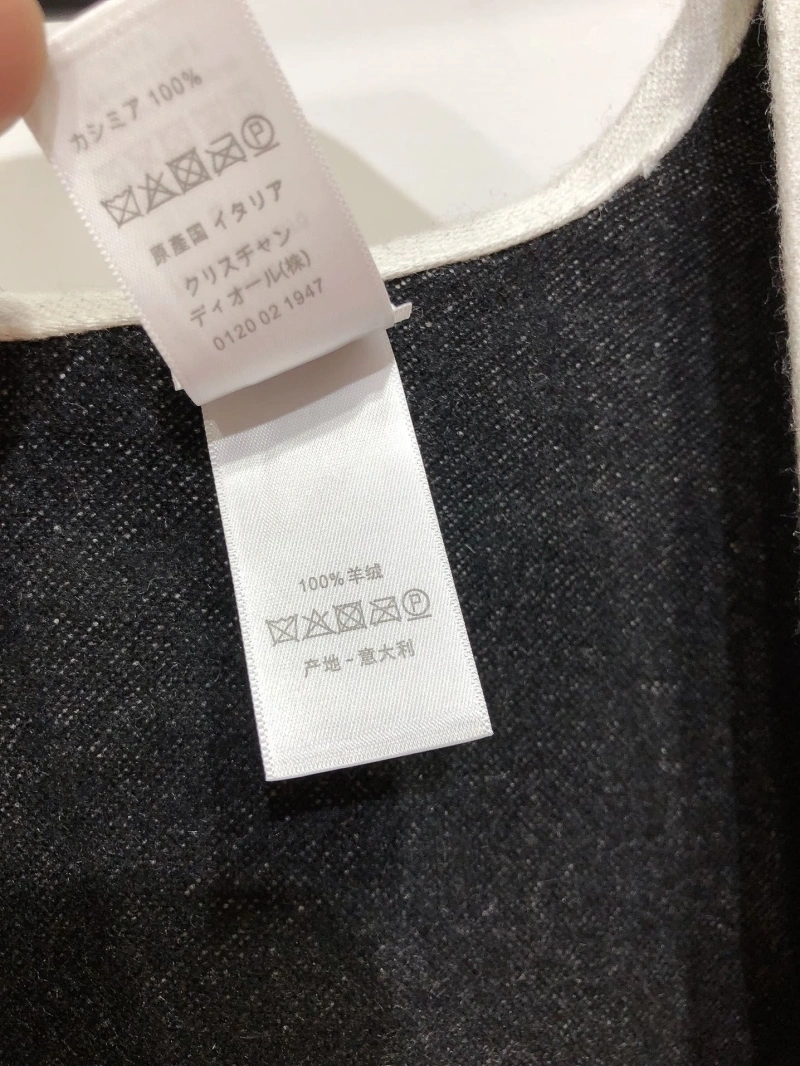 カシミア 100%
P
原産国 イタリア
クリスチャン
ディオール(株)
0120 02 1947
100%羊绒
P
产地-意大利